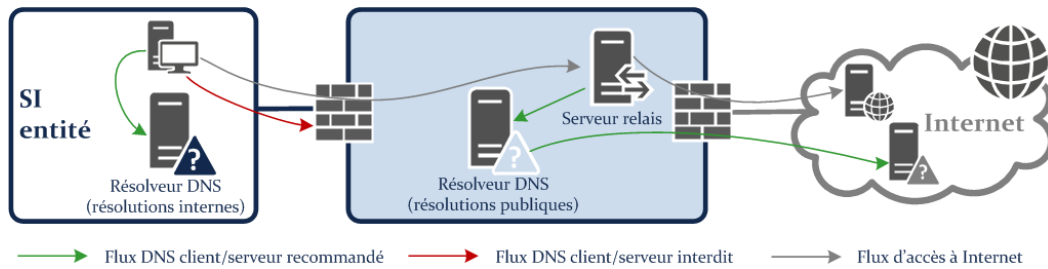 SI
entité
Résolveur DNS
(résolutions internes)
Serveur relais
Résolveur DNS
(résolutions publiques)
Internet
?
?
?
Flux DNS client/serveur recommandé
Flux DNS client/serveur interdit
Flux d'accès à Internet